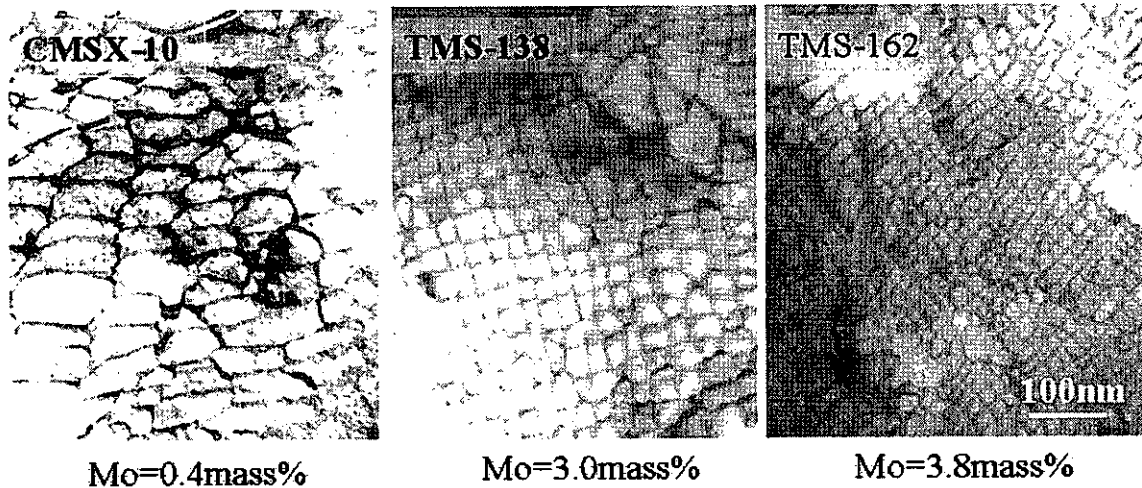 CMSX-10
TMS-138
TMS-162
100nm
Mo=0.4mass%
Mo=3.0mass%
Mo=3.8mass%